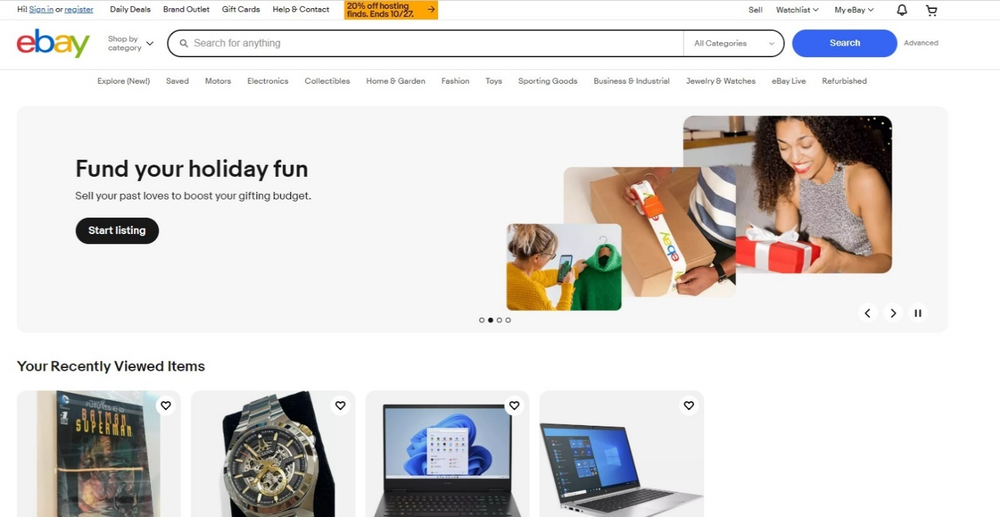 Hi! Sign in or register
Daily Deals
Brand Outlet
Gift Cards
Help & Contact
20% off hosting
finds. Ends 10/27.
Sell
Watchlist
My eBay
ebay
Shop by
category
Search for anything
All Categories
Search
Advanced
Explore (New!)
Saved
Motors
Electronics
Collectibles
Home & Garden
Fashion
Toys
Sporting Goods
Business & Industrial
Jewelry & Watches
eBay Live
Refurbished
Fund your holiday fun
Sell your past loves to boost your gifting budget.
Start listing
ebay
Your Recently Viewed Items
FUTURES END
#1
BATMAN
SUPERMAN
BULOVA